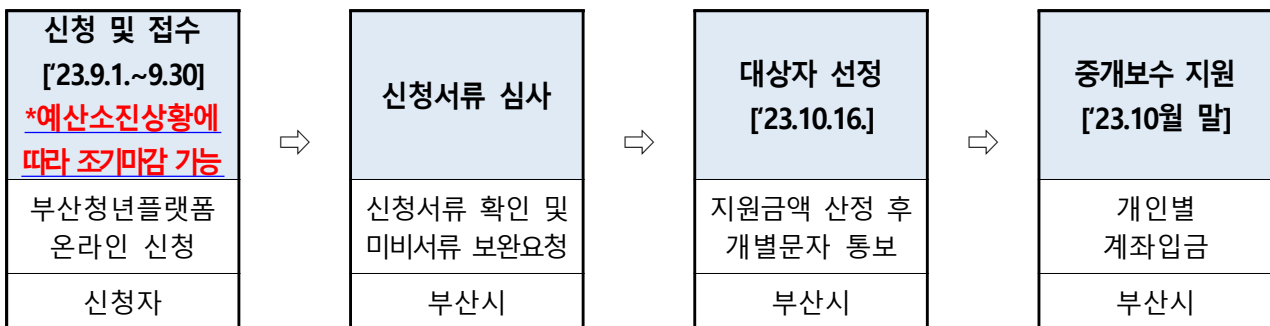 신청 및 접수
['23.9.1.~9.30]
*예산소진상황에
따라 조기마감 가능
부산청년플랫폼
온라인 신청
신청자
⇨
신청서류 심사
신청서류 확인 및
미비서류 보완요청
부산시
⇨
대상자 선정
['23.10.16.]
지원금액 산정 후
개별문자 통보
부산시
⇨
중개보수 지원
['23.10월 말]
개인별
계좌입금
부산시